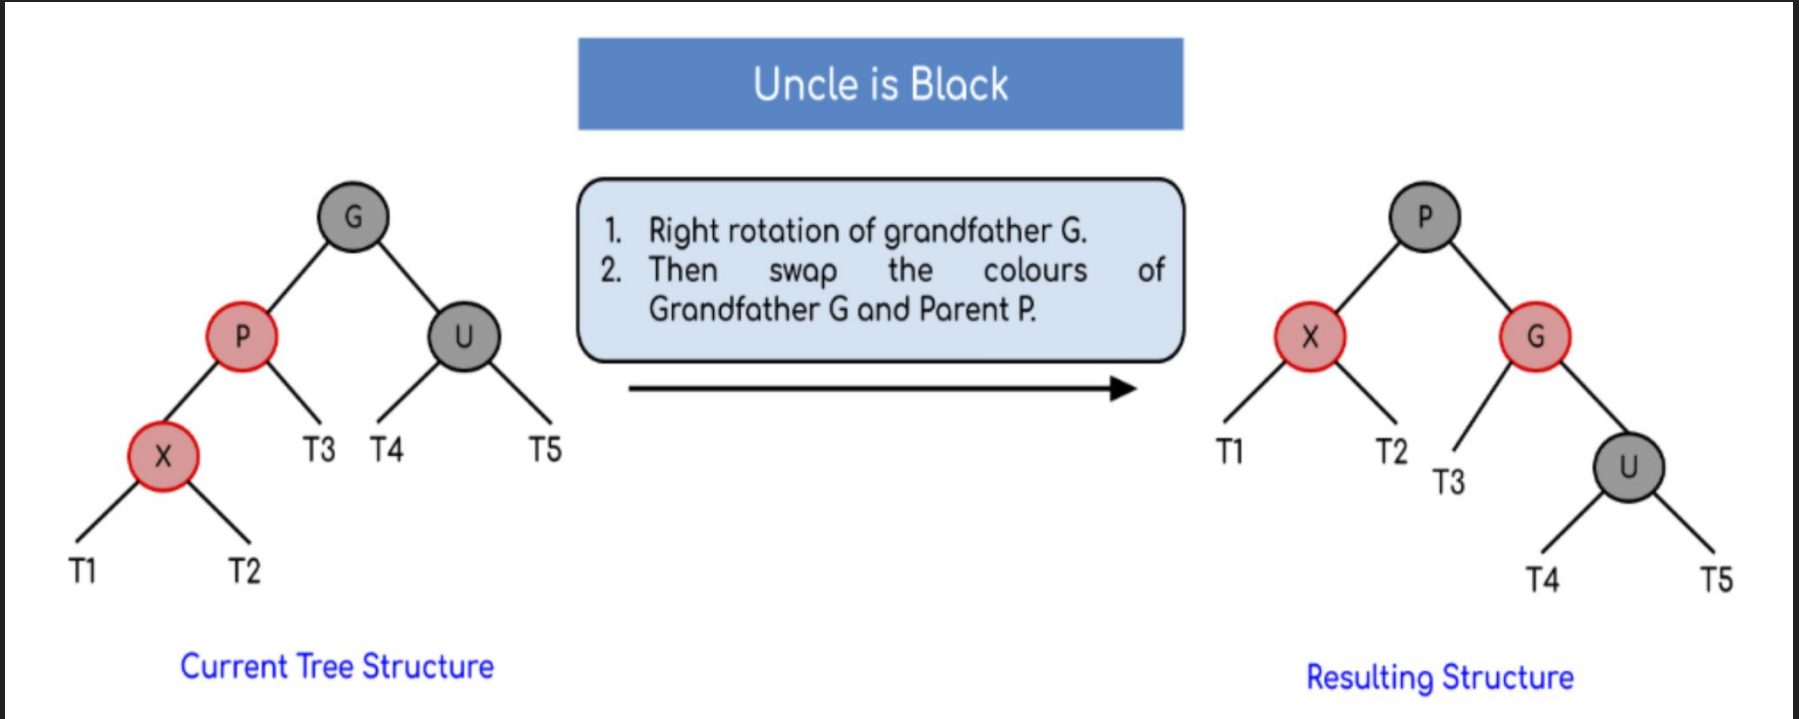 Uncle is Black
G
P
U
X
T3
T4
T5
T1
T2
Current Tree Structure
1. Right rotation of grandfather G.
2. Then swap the colours of
Grandfather G and Parent P.
P
X
G
T1
T2
T3
U
T4
T5
Resulting Structure